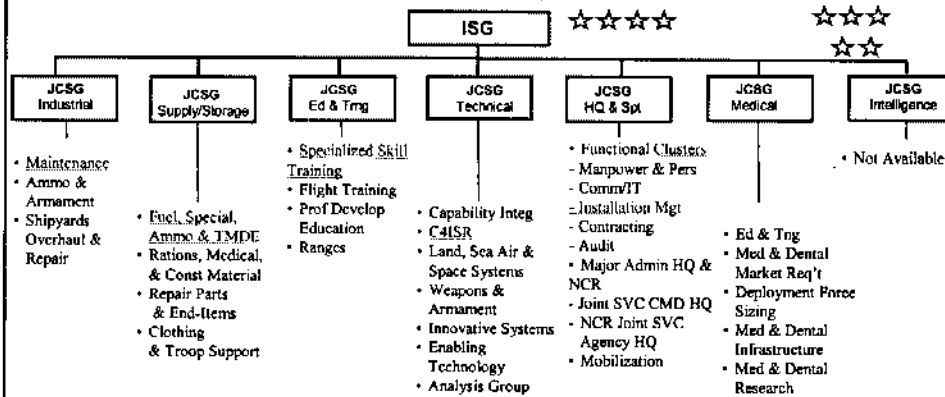 ISG
JCSG
Industrial
JCSG
Supply/Storage
JCSG
Ed & Trng
JCSG
Technical
JCSG
HQ & Spt
JCSG
Medical
JCSG
Intelligence
• Maintenance
• Ammo &
Armament
• Shipyards
Overhaul &
Repair
• Fuel, Special,
Ammo & TMDE
• Rations, Medical,
& Const Material
• Repair Parts
& End-Items
• Clothing
& Troop Support
• Specialized Skill
Training
• Flight Training
• Prof Develop
Education
• Ranges
• Capability Integ
• C4ISR
• Land, Sea Air &
Space Systems
• Weapons &
Armament
• Innovative Systems
• Enabling
Technology
• Analysis Group
• Functional Clusters
- Manpower & Pers
- Comm/IT
- Installation Mgt
- Contracting
- Audit
• Major Admin HQ &
NCR
- Joint SVC CMD HQ
• NCR Joint SVC
Agency HQ
• Mobilization
• Ed & Tng
• Med & Dental
Market Req't
• Deployment Force
Sizing
• Med & Dental
Infrastructure
• Med & Dental
Research
• Not Available